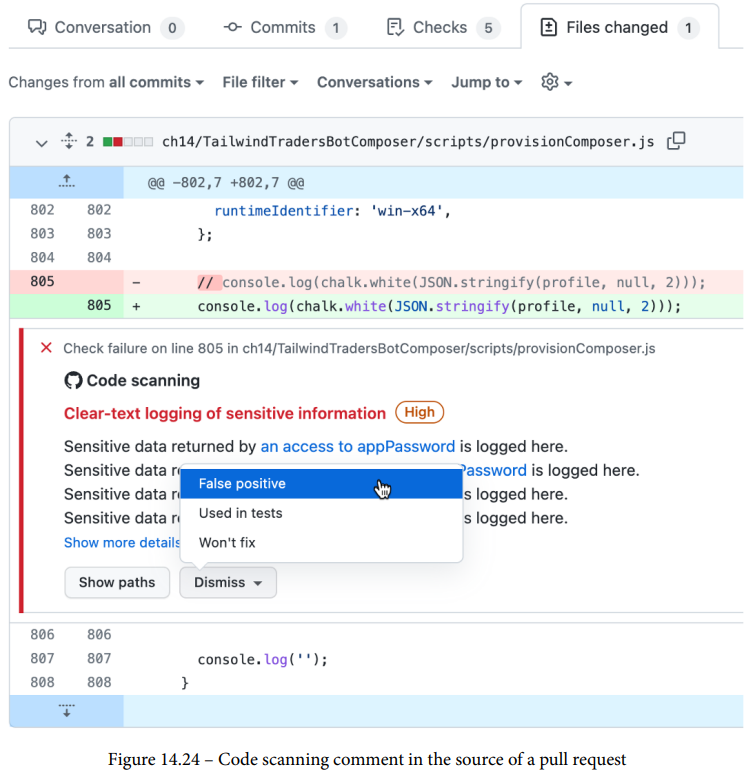 Conversation 0 Commits 1 Checks 5 Files changed 1
Changes from all commits File filter Conversations Jump to
2 ch14/TailwindTradersBotComposer/scripts/provisionComposer.js
@@ -802,7 +802,7 @@
802 802 runtimeIdentifier: 'win-x64',
803 803 };
804 804
805 - // console.log(chalk.white(JSON.stringify(profile, null, 2)));
805 + console.log(chalk.white(JSON.stringify(profile, null, 2)));
Check failure on line 805 in ch14/TailwindTradersBotComposer/scripts/provisionComposer.js
Code scanning
Clear-text logging of sensitive information High
Sensitive data returned by an access to appPassword is logged here.
Sensitive data Password is logged here.
False positive
Sensitive data s logged here.
Used in tests
Sensitive data s logged here.
Won't fix
Show more details
Show paths Dismiss
806 806
807 807 console.log('');
808 808 }
Figure 14.24 – Code scanning comment in the source of a pull request